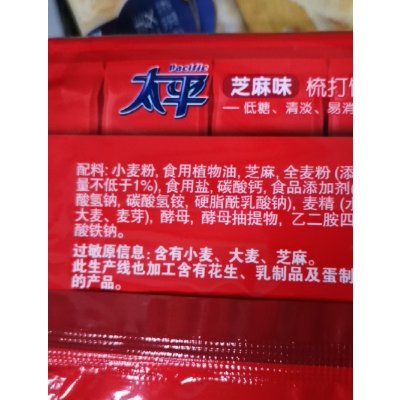 Pacific
太平
芝麻味 梳打
一低糖、清淡、易消
配料: 小麦粉, 食用植物油, 芝麻, 全麦粉 (添
量不低于1%), 食用盐, 碳酸钙, 食品添加剂(
酸氢钠, 碳酸氢铵, 硬脂酰乳酸钠), 麦精 (水
大麦、麦芽), 酵母, 酵母抽提物, 乙二胺四
酸铁钠。
过敏原信息: 含有小麦、大麦、芝麻。
此生产线也加工含有花生、乳制品及蛋制
的产品。